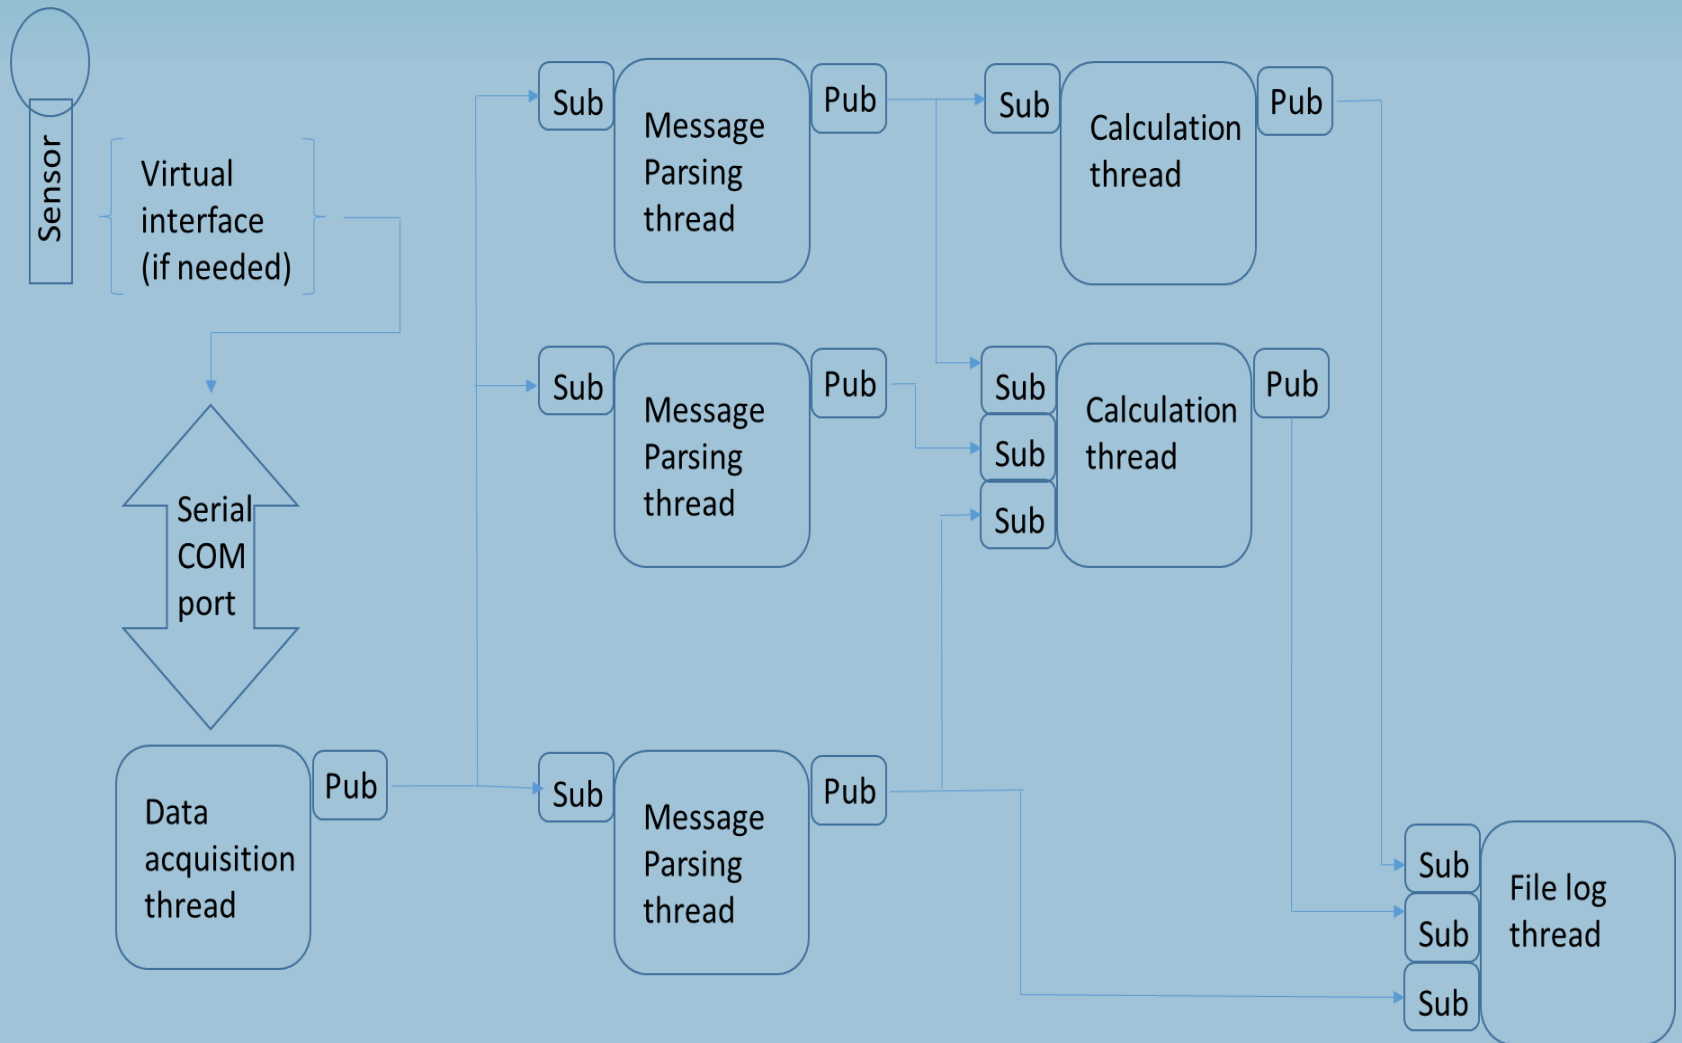 Sensor
Virtual
interface
(if needed)
Serial
COM
port
Data
acquisition
thread
Pub
Sub
Message
Parsing
thread
Pub
Sub
Message
Parsing
thread
Pub
Sub
Message
Parsing
thread
Pub
Sub
Calculation
thread
Pub
Sub
Sub
Sub
Calculation
thread
Pub
Sub
Sub
Sub
File log
thread